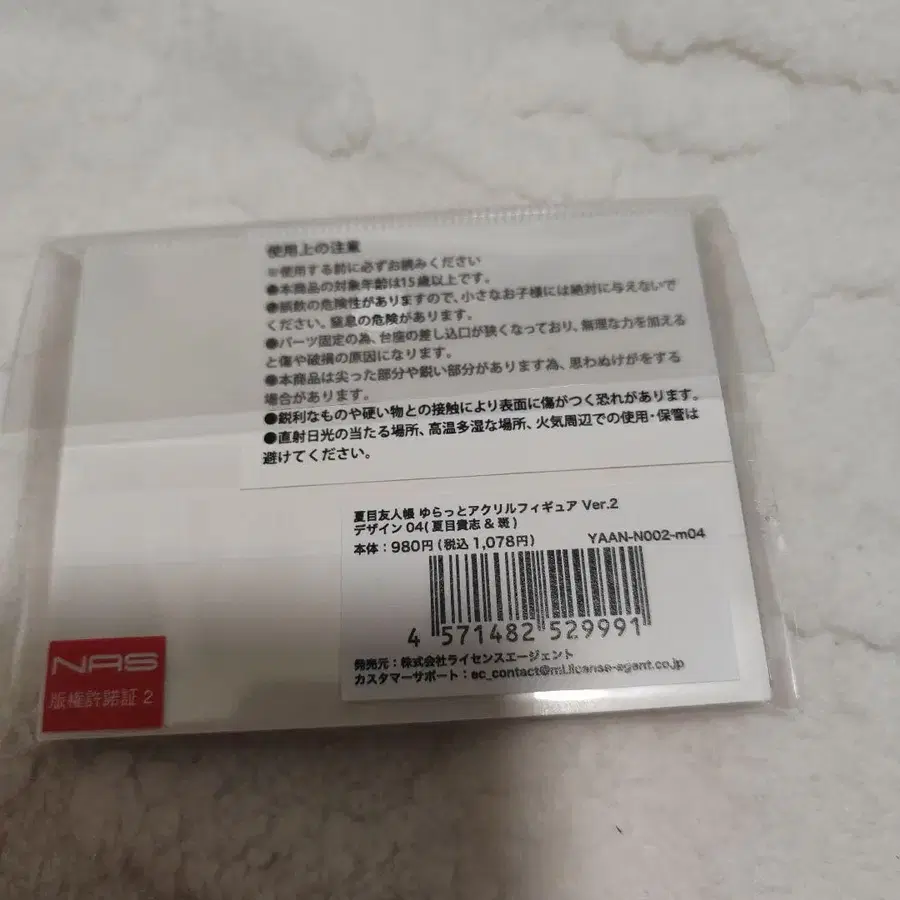 使用上の注意
※使用する前に必ずお読みください
●本商品の対象年齢は15歳以上です。
●誤飲の危険性がありますので、小さなお子様には絶対に与えないで
ください。窒息の危険があります。
●パーツ固定の為、台座の差し込口が狭くなっており、無理な力を加える
と傷や破損の原因になります。
●本商品は尖った部分や鋭い部分があります為、思わぬけがをする
場合があります。
●鋭利なものや硬い物との接触により表面に傷がつく恐れがあります。
●直射日光の当たる場所、高温多湿な場所、火気周辺での使用・保管は
避けてください。
夏目友人帳 ゆらっとアクリルフィギュア Ver.2
デザイン 04(夏目貴志 & 斑)
本体:980円(税込 1,078円) YAAN-N002-m04
4 571482 529991
発売元:株式会社ライセンスエージェント
カスタマーサポート:ec_contact@ml.license-agent.co.jp
NAS
版権許諾証 2